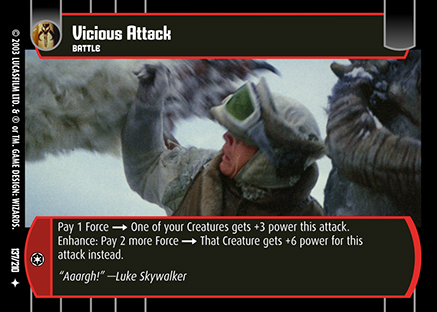 Vicious Attack
BATTLE
Pay 1 Force → One of your Creatures gets +3 power this attack.
Enhance: Pay 2 more Force → That Creature gets +6 power for this
attack instead.
"Aaargh!" —Luke Skywalker
© 2003 LUCASFILM LTD. & ® or TM. GAME DESIGN: WIZARDS.
137/210